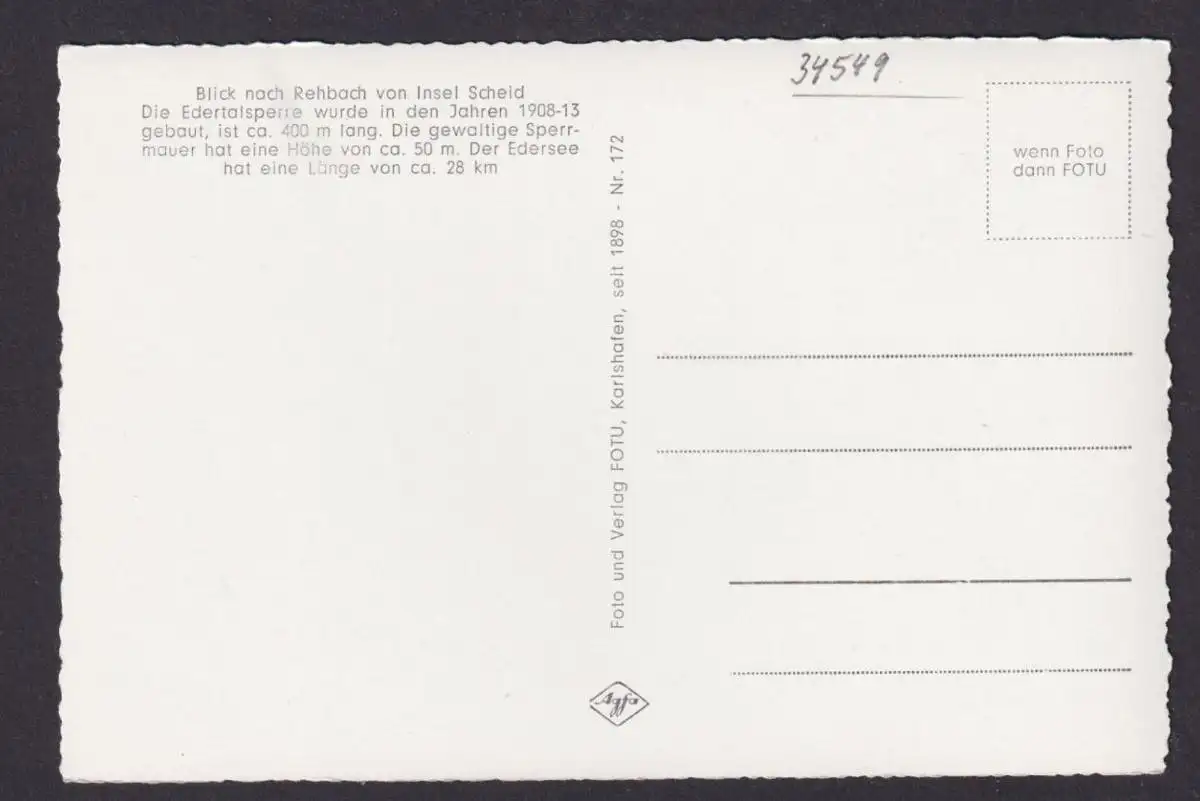 Blick nach Rehbach von Insel Scheid
Die Edertalsperre wurde in den Jahren 1908-13
gebaut, ist ca. 400 m lang. Die gewaltige Sperr-
mauer hat eine Höhe von ca. 50 m. Der Edersee
hat eine Länge von ca. 28 km
Foto und Verlag FOTU, Karlshafen, seit 1898 - Nr. 172
Agfa
34549
wenn Foto
dann FOTU